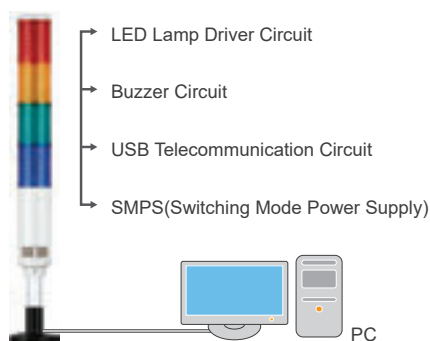 LED Lamp Driver Circuit
Buzzer Circuit
USB Telecommunication Circuit
SMPS(Switching Mode Power Supply)
PC